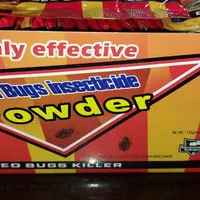 ly effective
Bugs insecticide
owder
ED BUGS KILLER